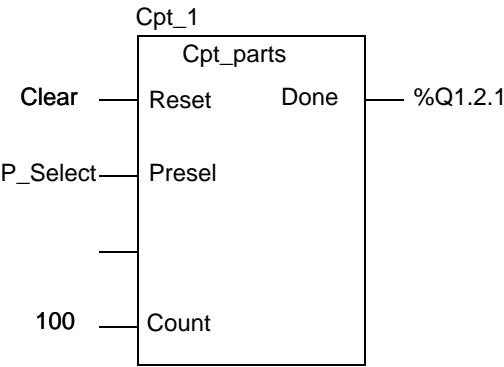 Cpt_1
Cpt_parts
Clear Reset Done %Q1.2.1
P_Select Presel
100 Count